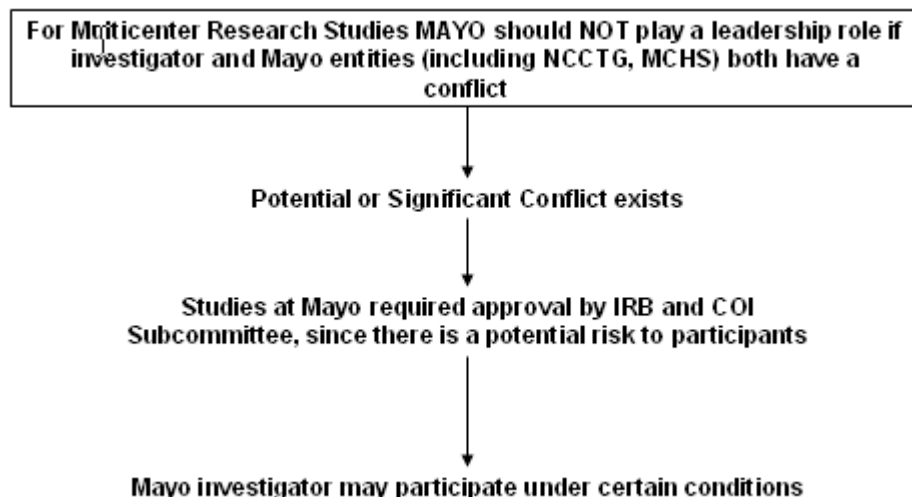 For Multicenter Research Studies MAYO should NOT play a leadership role if
investigator and Mayo entities (including NCCTG, MCHS) both have a
conflict
Potential or Significant Conflict exists
Studies at Mayo required approval by IRB and COI
Subcommittee, since there is a potential risk to participants
Mayo investigator may participate under certain conditions